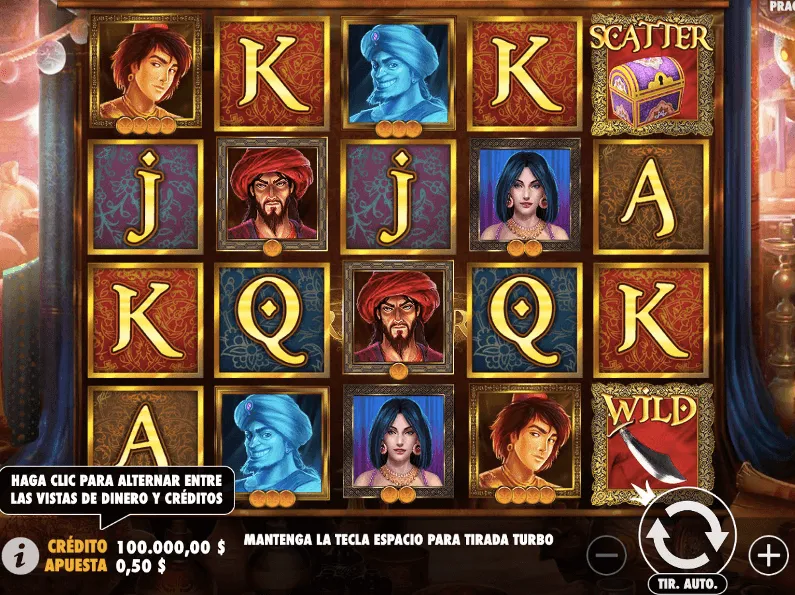 PRAG
K
K
SCATTER
J
J
A
K
Q
Q
K
A
WILD
HAGA CLIC PARA ALTERNAR ENTRE
LAS VISTAS DE DINERO Y CRÉDITOS
MANTENGA LA TECLA ESPACIO PARA TIRADA TURBO
CRÉDITO 100.000,00 $
APUESTA 0,50 $
TIR. AUTO.